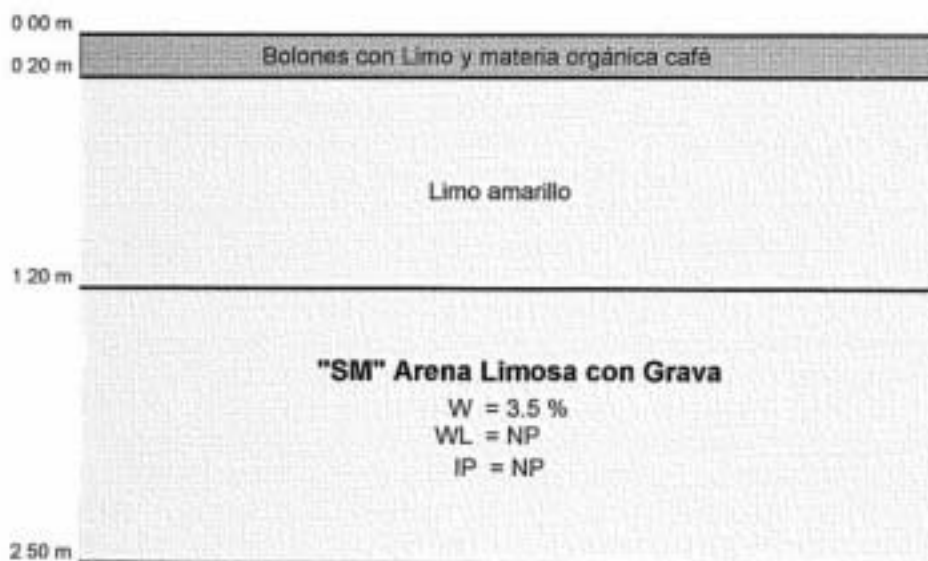 0 00 m
Bolones con Limo y materia orgánica café
0 20 m
Limo amarillo
1 20 m
"SM" Arena Limosa con Grava
W = 3.5 %
WL = NP
IP = NP
2 50 m